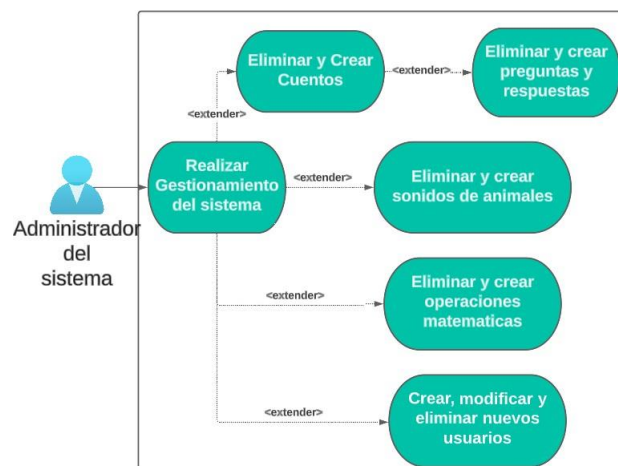 Eliminar y Crear
Cuentos
<extender>
Eliminar y crear
preguntas y
respuestas
<extender>
Realizar
Gestionamiento
del sistema
<extender>
Eliminar y crear
sonidos de animales
Administrador
del
sistema
<extender>
Eliminar y crear
operaciones
matematicas
<extender>
Crear, modificar y
eliminar nuevos
usuarios